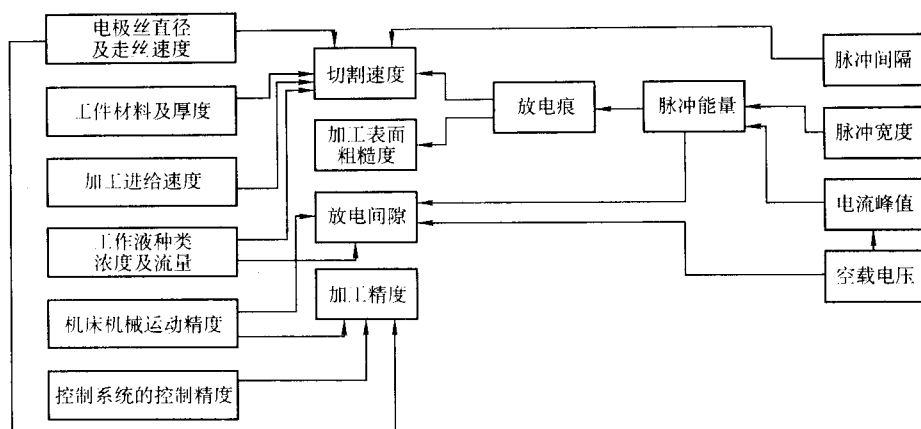 电极丝直径
及走丝速度
工件材料及厚度
加工进给速度
工作液种类
浓度及流量
机床机械运动精度
控制系统的控制精度
切割速度
加工表面
粗糙度
放电间隙
加工精度
放电痕
脉冲能量
脉冲间隔
脉冲宽度
电流峰值
空载电压